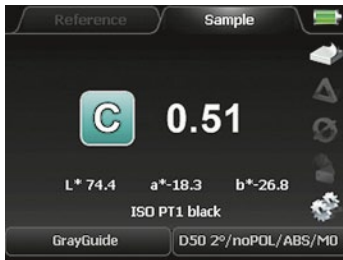 Reference Sample
C 0.51
L* 74.4 a*-18.3 b*-26.8
ISO PT1 black
GrayGuide D50 2°/noPOL/ABS/M0